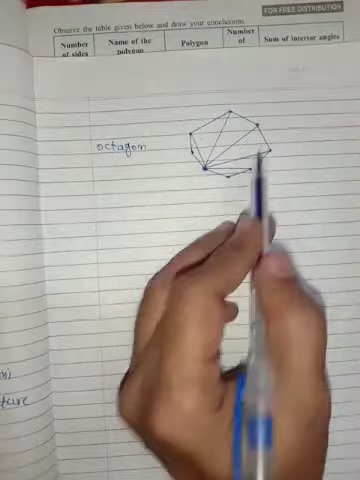 FOR FREE DISTRIBUTION
Observe the table given below and draw your conclusions.
Number of sides
Name of the polygon
Polygon
Number of
Sum of interior angles
octagon
ture